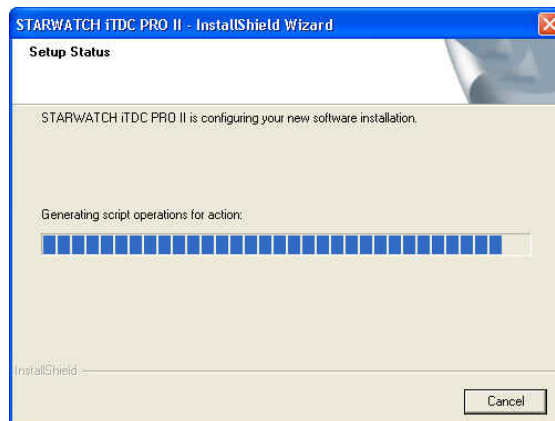 STARWATCH iTDC PRO II - InstallShield Wizard
Setup Status
STARWATCH iTDC PRO II is configuring your new software installation.
Generating script operations for action:
InstallShield
Cancel